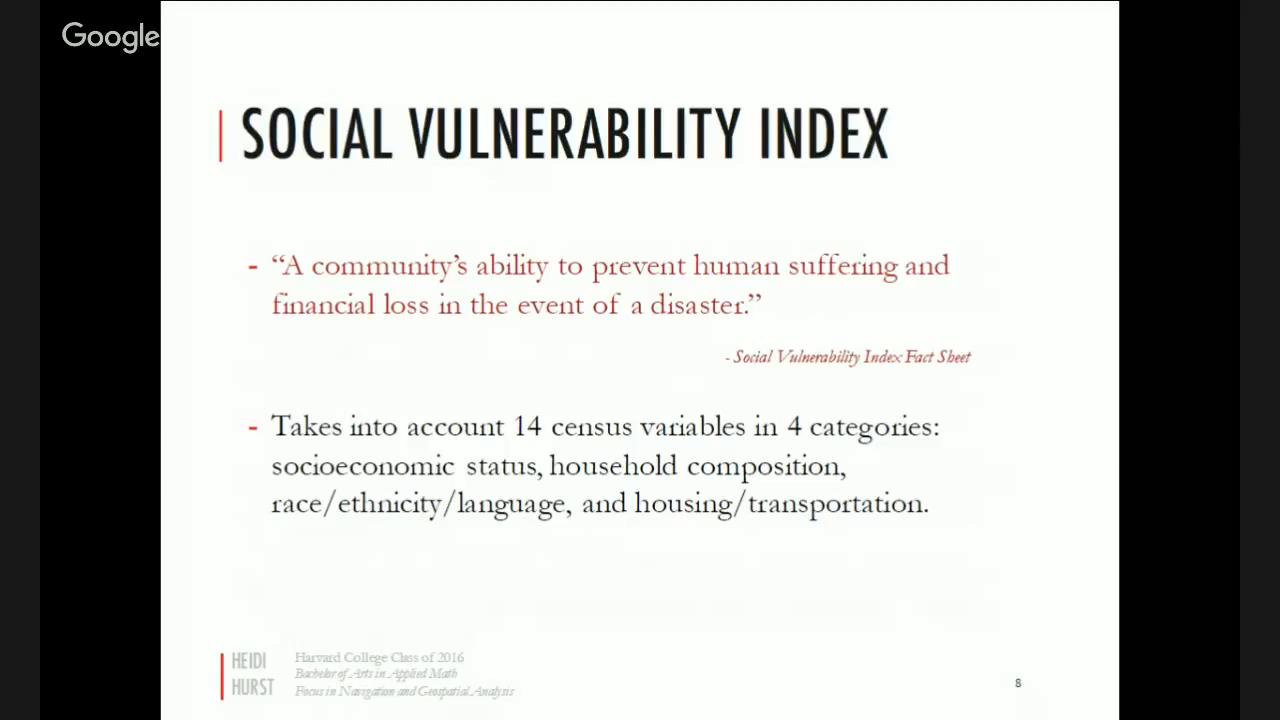 Google
SOCIAL VULNERABILITY INDEX
- “A community’s ability to prevent human suffering and
financial loss in the event of a disaster.”
- Social Vulnerability Index Fact Sheet
- Takes into account 14 census variables in 4 categories:
socioeconomic status, household composition,
race/ethnicity/language, and housing/transportation.
HEIDI
HURST
Harvard College Class of 2016
Bachelor of Arts in Applied Math
Focus in Navigation and Geospatial Analysis
8